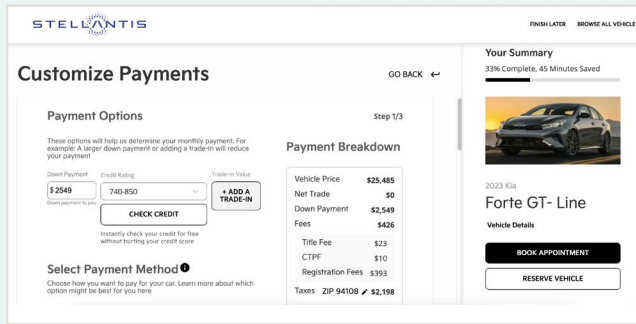 STELLANTIS
FINISH LATER
BROWSE ALL VEHICLE
Customize Payments
GO BACK
Payment Options
Step 1/3
These options will help us determine your monthly payment. For
example: A larger down payment or adding a trade-in will reduce
your payment
Down Payment
Credit Rating
Trade-in Value
$ 2549
740-850
+ ADD A
TRADE-IN
Down payment to pay
CHECK CREDIT
Instantly check your credit for free
without hurting your credit score
Select Payment Method
Choose how you want to pay for your car. Learn more about which
option might be best for you here
Payment Breakdown
Vehicle Price $25,485
Net Trade $0
Down Payment $2,549
Fees $426
Title Fee $23
CTPF $10
Registration Fees $393
Taxes ZIP 94108 $2,198
Your Summary
33% Complete, 45 Minutes Saved
2023 Kia
Forte GT- Line
Vehicle Details
BOOK APPOINTMENT
RESERVE VEHICLE